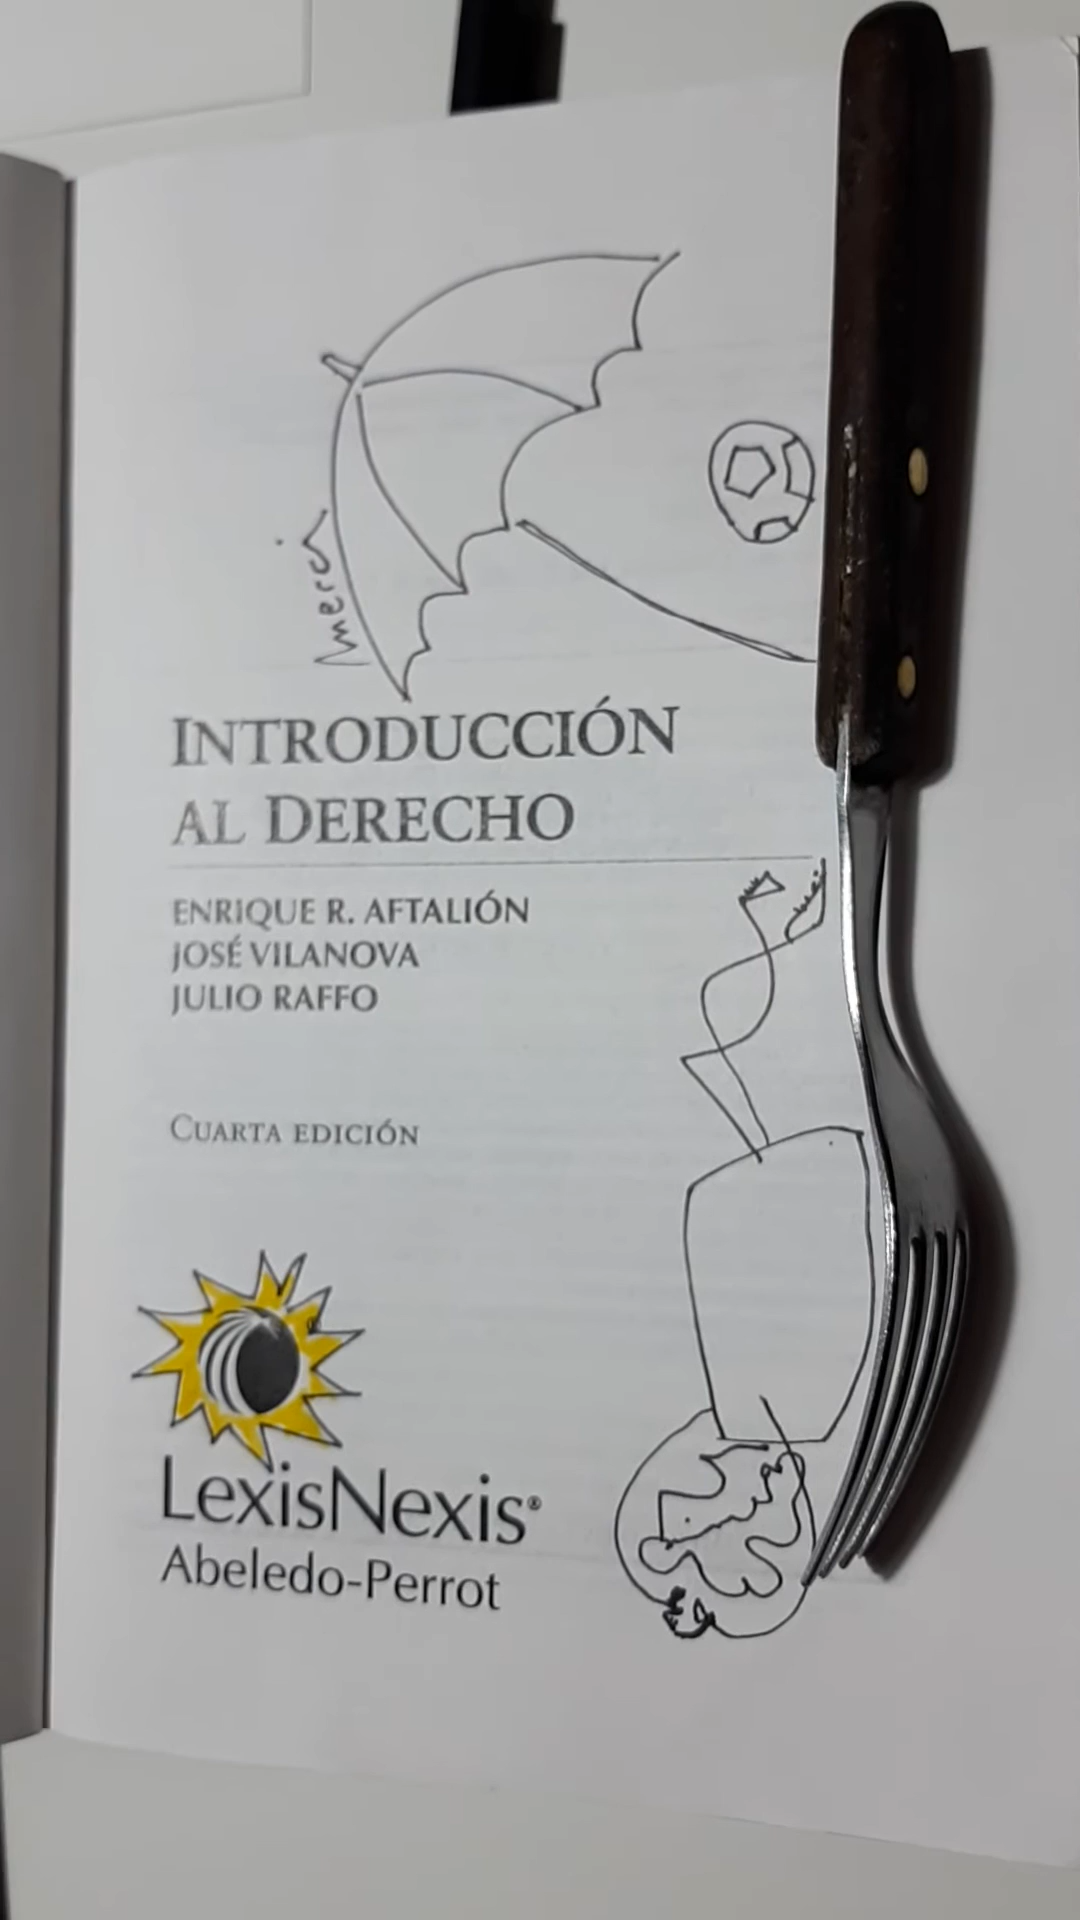 INTRODUCCIÓN
AL DERECHO
ENRIQUE R. AFTALIÓN
JOSÉ VILANOVA
JULIO RAFFO
CUARTA EDICIÓN
LexisNexis®
Abeledo-Perrot